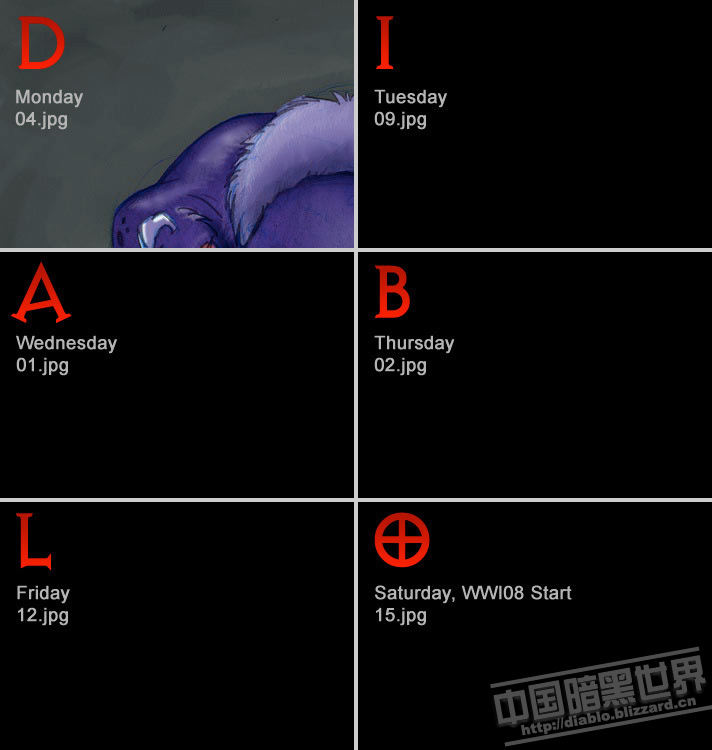 D
Monday
04.jpg
I
Tuesday
09.jpg
A
Wednesday
01.jpg
B
Thursday
02.jpg
L
Friday
12.jpg
O
Saturday, WWI08 Start
15.jpg
中国暗黑世界
http://diablo.blizzard.cn